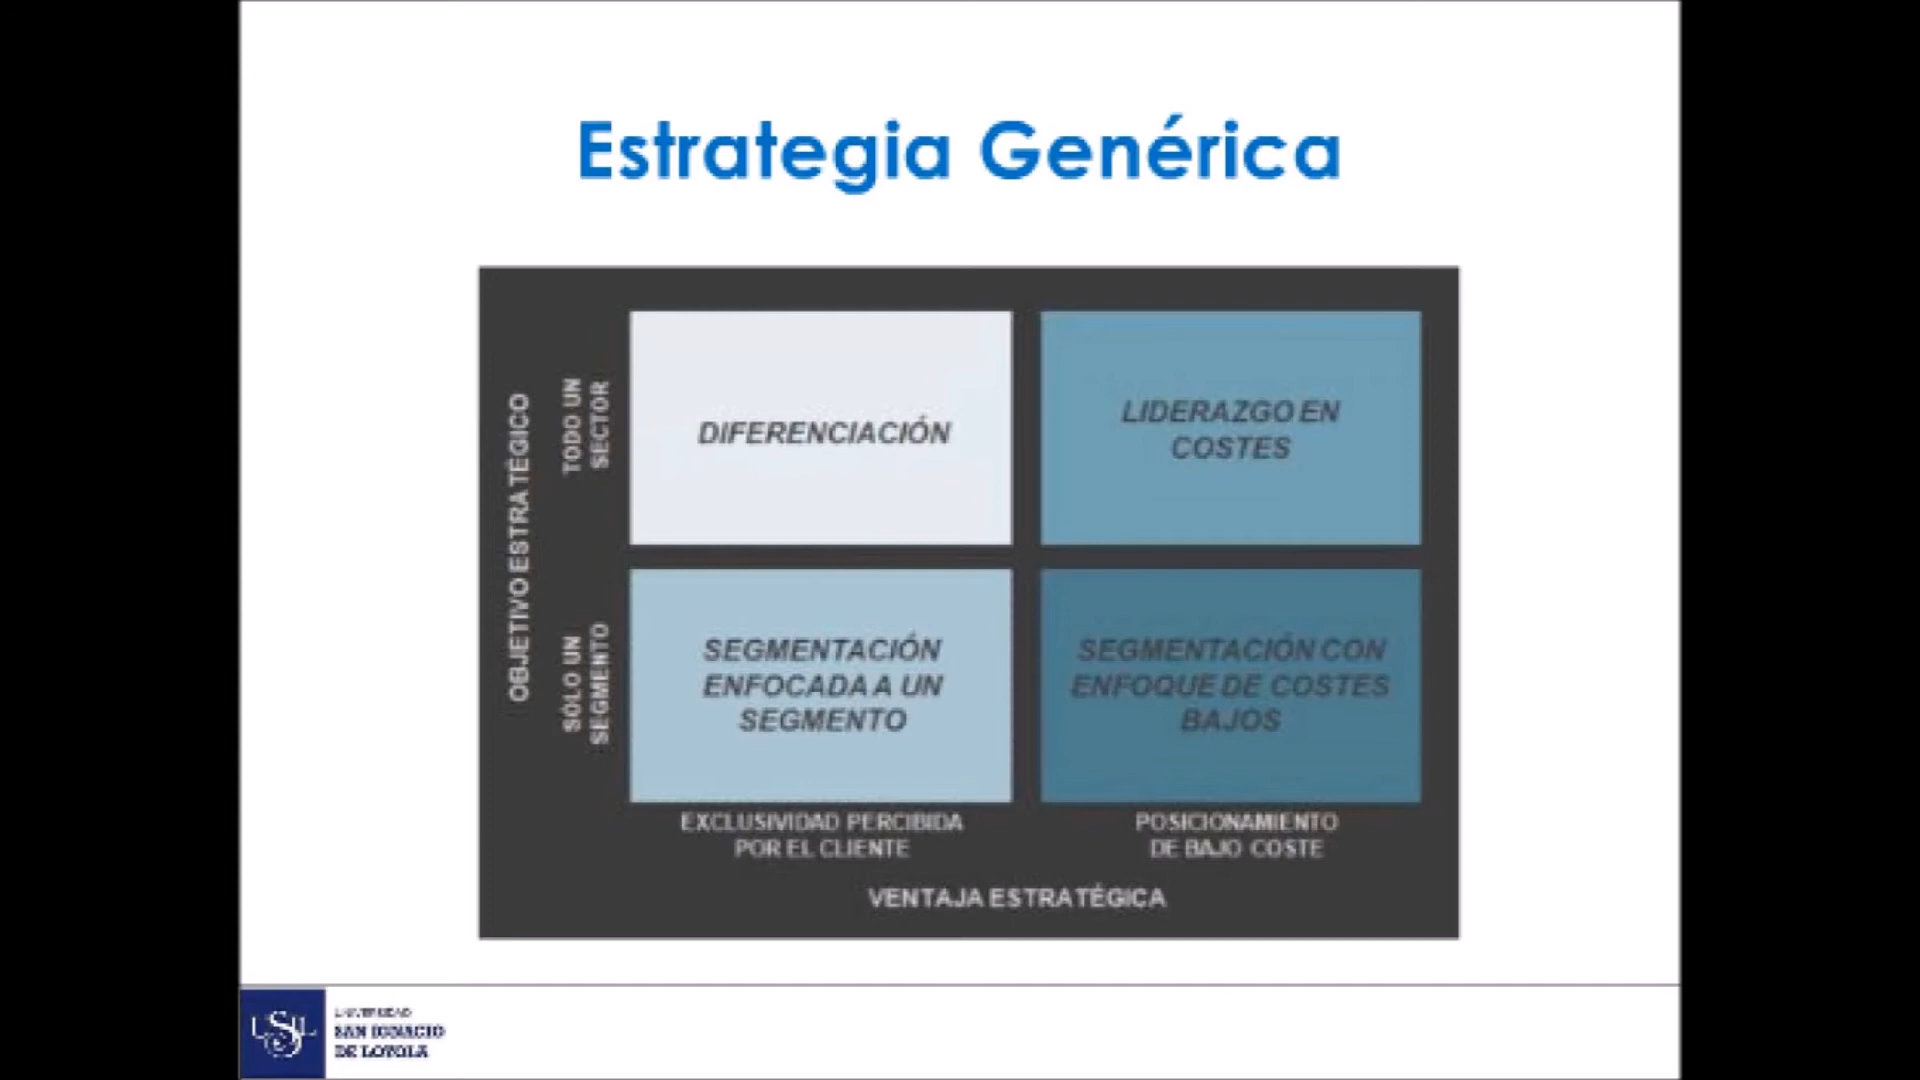 Estrategia Genérica
OBJETIVO ESTRATÉGICO
TODO UN
SECTOR
DIFERENCIACIÓN
LIDERAZGO EN
COSTES
SÓLO UN
SEGMENTO
SEGMENTACIÓN
ENFOCADA A UN
SEGMENTO
SEGMENTACIÓN CON
ENFOQUE DE COSTES
BAJOS
EXCLUSIVIDAD PERCIBIDA
POR EL CLIENTE
POSICIONAMIENTO
DE BAJO COSTE
VENTAJA ESTRATÉGICA
USIL
UNIVERSIDAD
SAN IGNACIO
DE LOYOLA